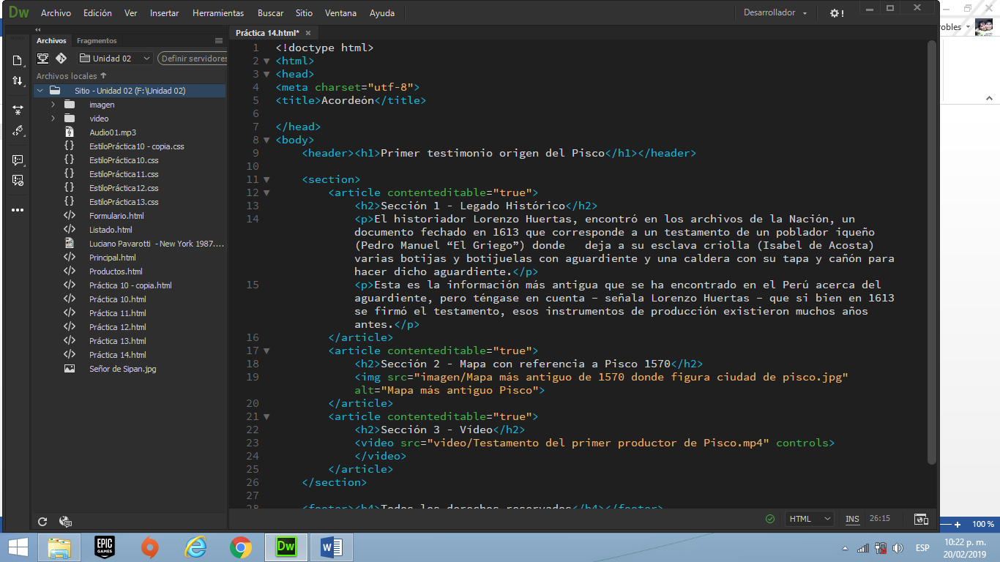 Dw Archivo Edición Ver Insertar Herramientas Buscar Sitio Ventana Ayuda Desarrollador
robles
Archivos Fragmentos
Práctica 14.html* ×
Unidad 02 Definir servidores
Archivos locales
Sitio - Unidad 02 (F:\Unidad 02)
imagen
video
Audio01.mp3
EstiloPráctica10 - copia.css
EstiloPráctica10.css
EstiloPráctica11.css
EstiloPráctica12.css
EstiloPráctica13.css
Formulario.html
Listado.html
Luciano Pavarotti - New York 1987....
Principal.html
Productos.html
Práctica 10 - copia.html
Práctica 10.html
Práctica 11.html
Práctica 12.html
Práctica 13.html
Práctica 14.html
Señor de Sipan.jpg
1 <!doctype html>
2 <html>
3 <head>
4 <meta charset="utf-8">
5 <title>Acordeón</title>
6
7 </head>
8 <body>
9 <header><h1>Primer testimonio origen del Pisco</h1></header>
10
11 <section>
12 <article contenteditable="true">
13 <h2>Sección 1 - Legado Histórico</h2>
14 <p>El historiador Lorenzo Huertas, encontró en los archivos de la Nación, un
documento fechado en 1613 que corresponde a un testamento de un poblador iqueño
(Pedro Manuel “El Griego”) donde deja a su esclava criolla (Isabel de Acosta)
varias botijas y botijuelas con aguardiente y una caldera con su tapa y cañón para
hacer dicho aguardiente.</p>
15 <p>Esta es la información más antigua que se ha encontrado en el Perú acerca del
aguardiente, pero téngase en cuenta – señala Lorenzo Huertas – que si bien en 1613
se firmó el testamento, esos instrumentos de producción existieron muchos años
antes.</p>
16 </article>
17 <article contenteditable="true">
18 <h2>Sección 2 - Mapa con referencia a Pisco 1570</h2>
19 <img src="imagen/Mapa más antiguo de 1570 donde figura ciudad de pisco.jpg"
alt="Mapa más antiguo Pisco">
20 </article>
21 <article contenteditable="true">
22 <h2>Sección 3 - Vídeo</h2>
23 <video src="video/Testamento del primer productor de Pisco.mp4" controls>
24 </video>
25 </article>
26 </section>
27
28 <footer><h4>Todos los derechos reservados</h4></footer>
HTML INS 26:15
100 %
EPIC GAMES Dw W
ESP
10:22 p. m.
20/02/2019